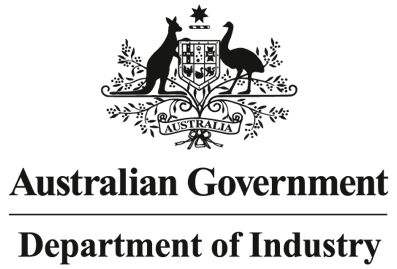 AUSTRALIA
Australian Government
Department of Industry